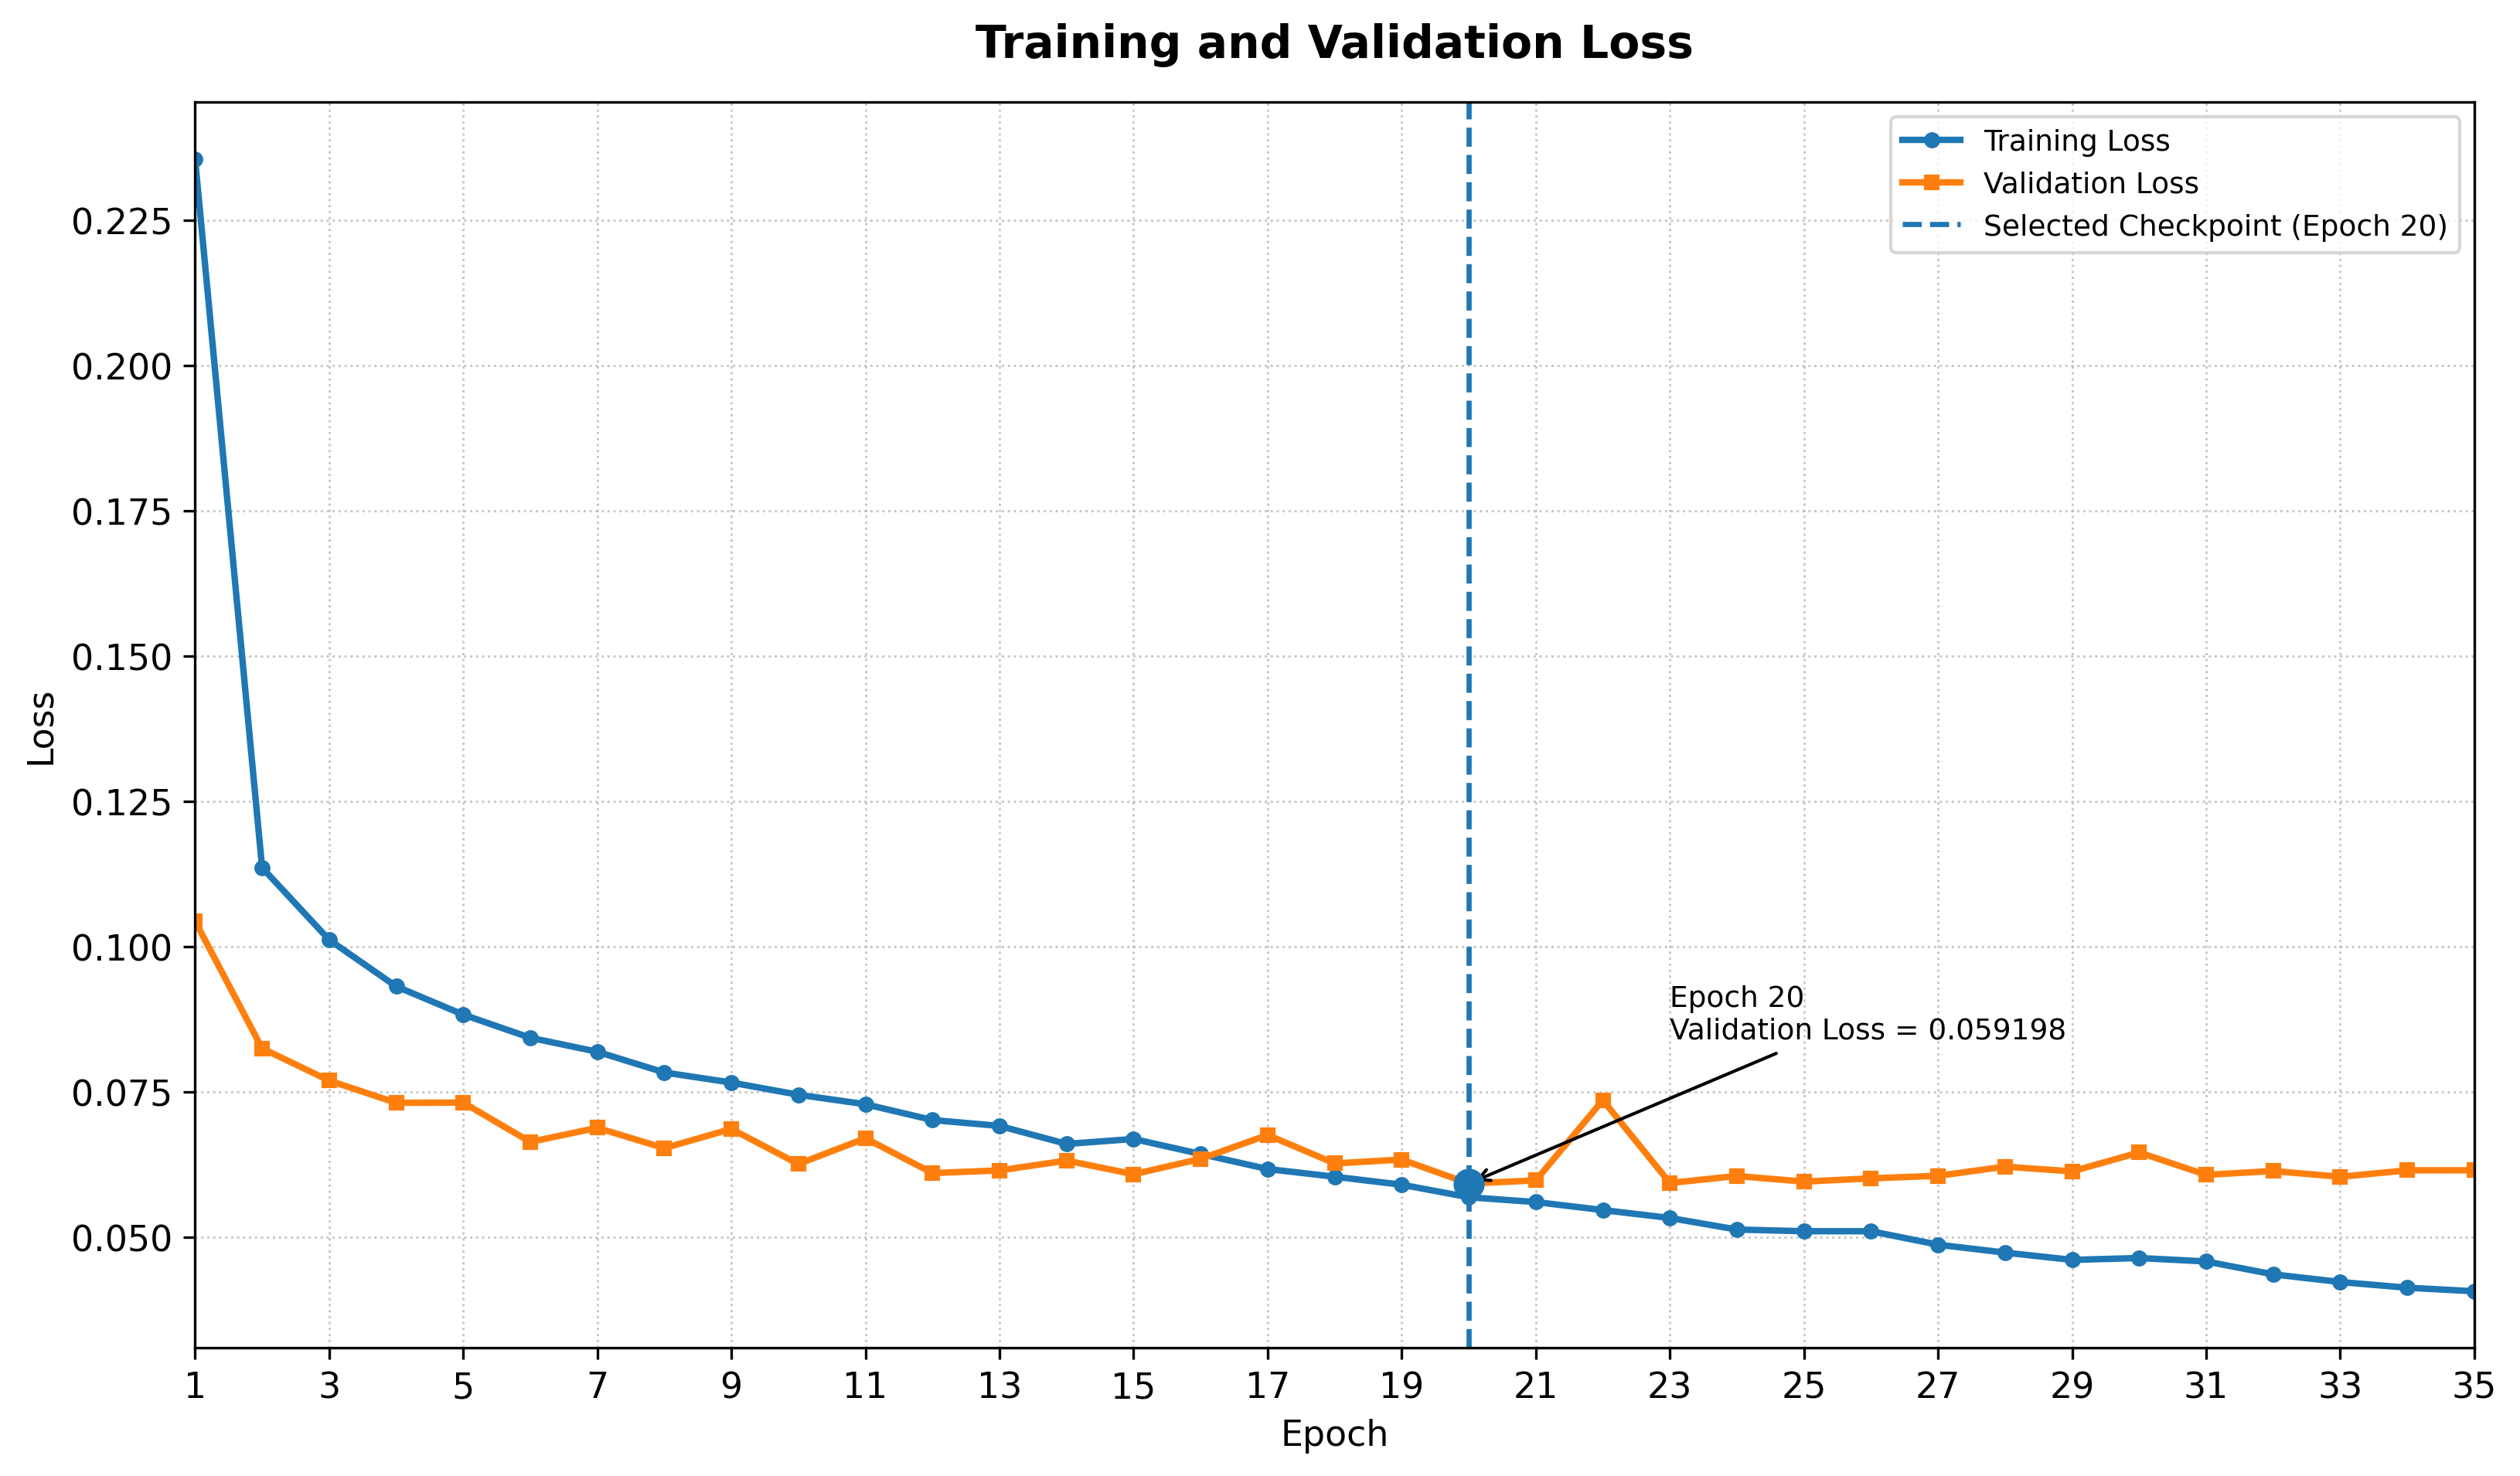 Training and Validation Loss
Training Loss
Validation Loss
Selected Checkpoint (Epoch 20)
0.225
0.200
0.175
0.150
0.125
0.100
0.075
0.050
Loss
Epoch 20
Validation Loss = 0.059198
1 3 5 7 9 11 13 15 17 19 21 23 25 27 29 31 33 35
Epoch